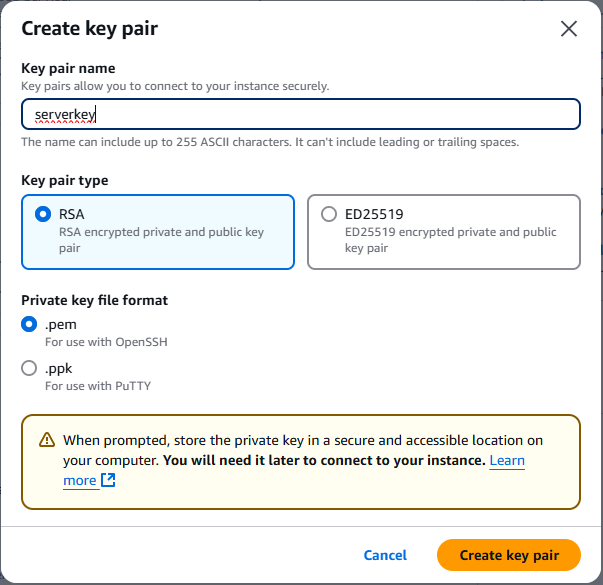 Create key pair
Key pair name
Key pairs allow you to connect to your instance securely.
serverkey
The name can include up to 255 ASCII characters. It can't include leading or trailing spaces.
Key pair type
RSA
RSA encrypted private and public key
pair
ED25519
ED25519 encrypted private and public
key pair
Private key file format
.pem
For use with OpenSSH
.ppk
For use with PuTTY
When prompted, store the private key in a secure and accessible location on
your computer. You will need it later to connect to your instance. Learn
more
Cancel
Create key pair